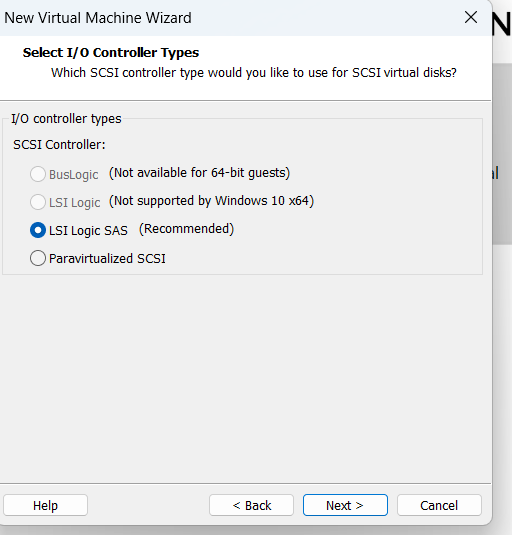 New Virtual Machine Wizard
Select I/O Controller Types
Which SCSI controller type would you like to use for SCSI virtual disks?
I/O controller types
SCSI Controller:
BusLogic (Not available for 64-bit guests)
LSI Logic (Not supported by Windows 10 x64)
LSI Logic SAS (Recommended)
Paravirtualized SCSI
Help
< Back
Next >
Cancel
N
al